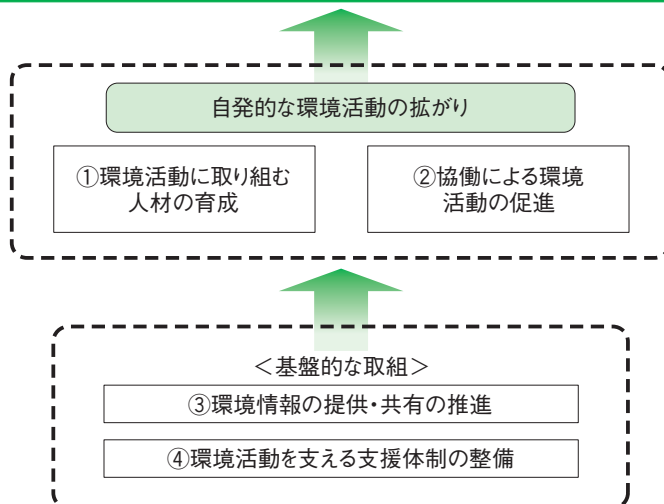 自発的な環境活動の拡がり
①環境活動に取り組む
人材の育成
②協働による環境
活動の促進
＜基盤的な取組＞
③環境情報の提供・共有の推進
④環境活動を支える支援体制の整備